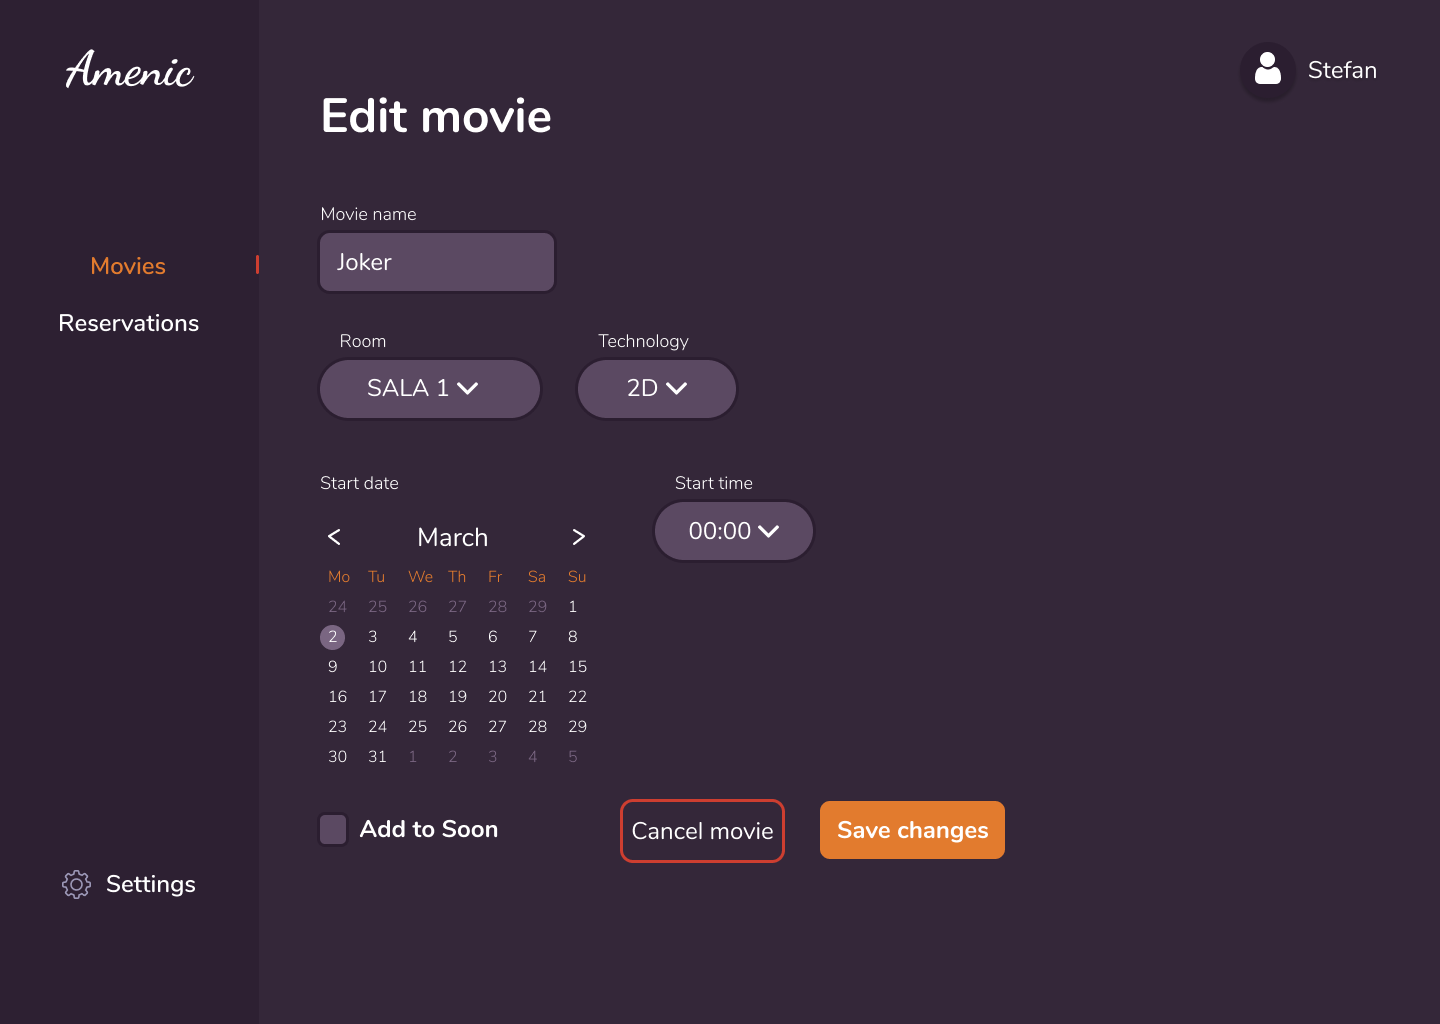 Amenic
Stefan
Edit movie
Movie name
Joker
Movies
Reservations
Room
Technology
SALA 1
2D
Start date
Start time
< March >
00:00
Mo Tu We Th Fr Sa Su
24 25 26 27 28 29 1
2 3 4 5 6 7 8
9 10 11 12 13 14 15
16 17 18 19 20 21 22
23 24 25 26 27 28 29
30 31 1 2 3 4 5
Add to Soon
Cancel movie
Save changes
Settings